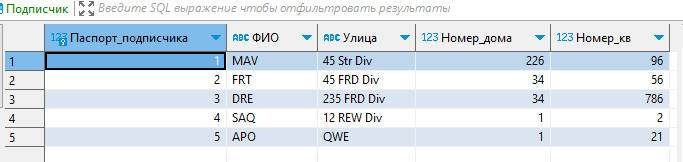 Подписчик Введите SQL выражение чтобы отфильтровать результаты
123 Паспорт_подписчика ABC ФИО ABC Улица 123 Номер_дома 123 Номер_кв
1 1 MAV 45 Str Div 226 96
2 2 FRT 45 FRD Div 34 56
3 3 DRE 235 FRD Div 34 786
4 4 SAQ 12 REW Div 1 2
5 5 APO QWE 1 21